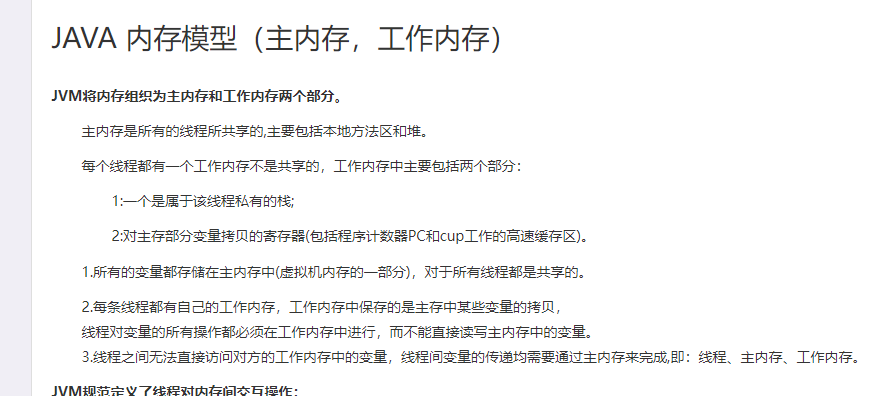 JAVA 内存模型（主内存，工作内存）
JVM将内存组织为主内存和工作内存两个部分。
主内存是所有的线程所共享的,主要包括本地方法区和堆。
每个线程都有一个工作内存不是共享的，工作内存中主要包括两个部分：
1:一个是属于该线程私有的栈;
2:对主存部分变量拷贝的寄存器(包括程序计数器PC和cup工作的高速缓存区)。
1.所有的变量都存储在主内存中(虚拟机内存的一部分)，对于所有线程都是共享的。
2.每条线程都有自己的工作内存，工作内存中保存的是主存中某些变量的拷贝，
线程对变量的所有操作都必须在工作内存中进行，而不能直接读写主内存中的变量。
3.线程之间无法直接访问对方的工作内存中的变量，线程间变量的传递均需要通过主内存来完成,即：线程、主内存、工作内存。
JVM规范定义了线程对内存间交互操作：